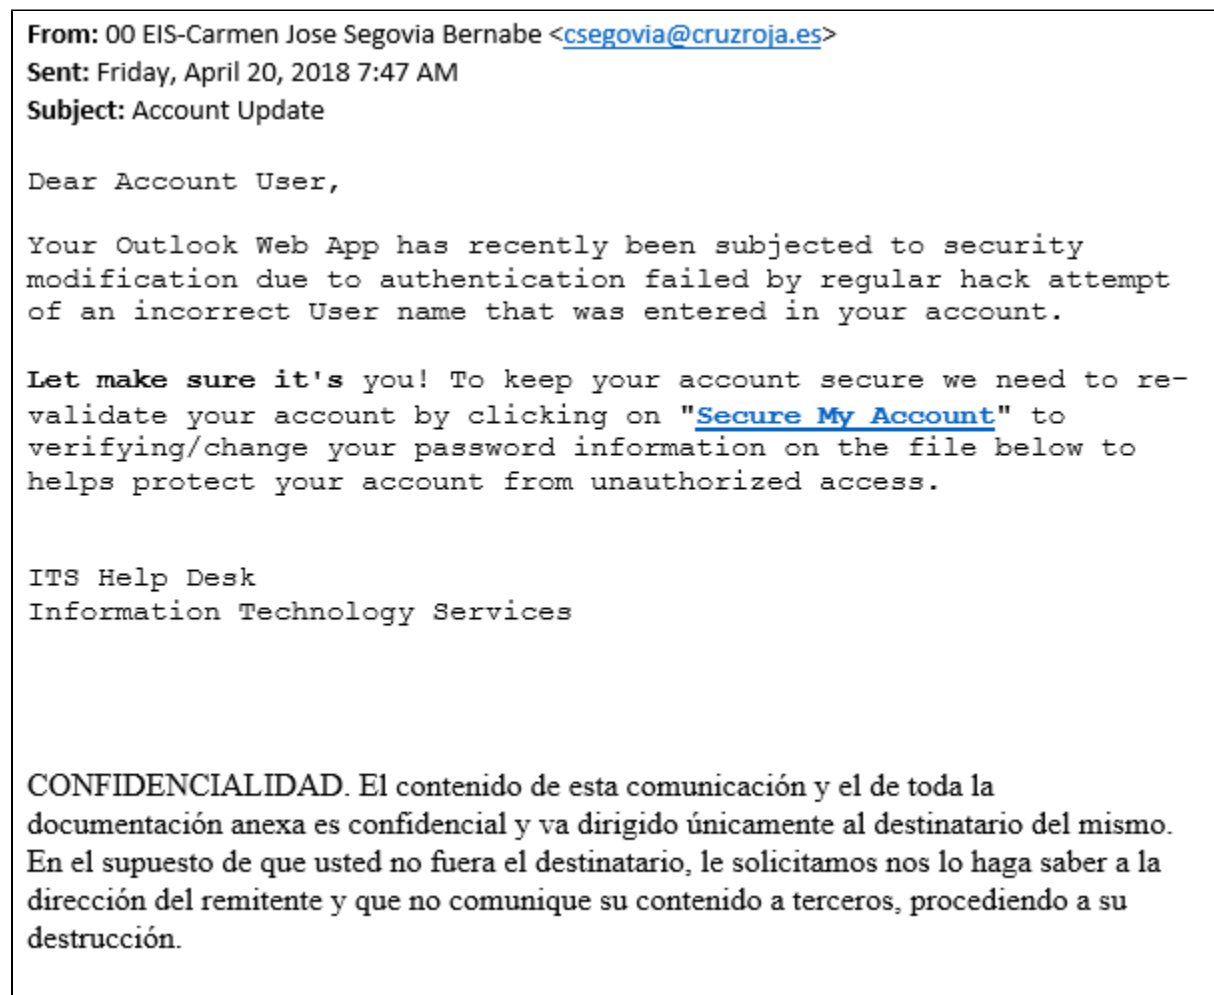 From: 00 EIS-Carmen Jose Segovia Bernabe <csegovia@cruzroja.es>
Sent: Friday, April 20, 2018 7:47 AM
Subject: Account Update
Dear Account User,
Your Outlook Web App has recently been subjected to security
modification due to authentication failed by regular hack attempt
of an incorrect User name that was entered in your account.
Let make sure it's you! To keep your account secure we need to re-
validate your account by clicking on "Secure My Account" to
verifying/change your password information on the file below to
helps protect your account from unauthorized access.
ITS Help Desk
Information Technology Services
CONFIDENCIALIDAD. El contenido de esta comunicación y el de toda la
documentación anexa es confidencial y va dirigido únicamente al destinatario del mismo.
En el supuesto de que usted no fuera el destinatario, le solicitamos nos lo haga saber a la
dirección del remitente y que no comunique su contenido a terceros, procediendo a su
destrucción.